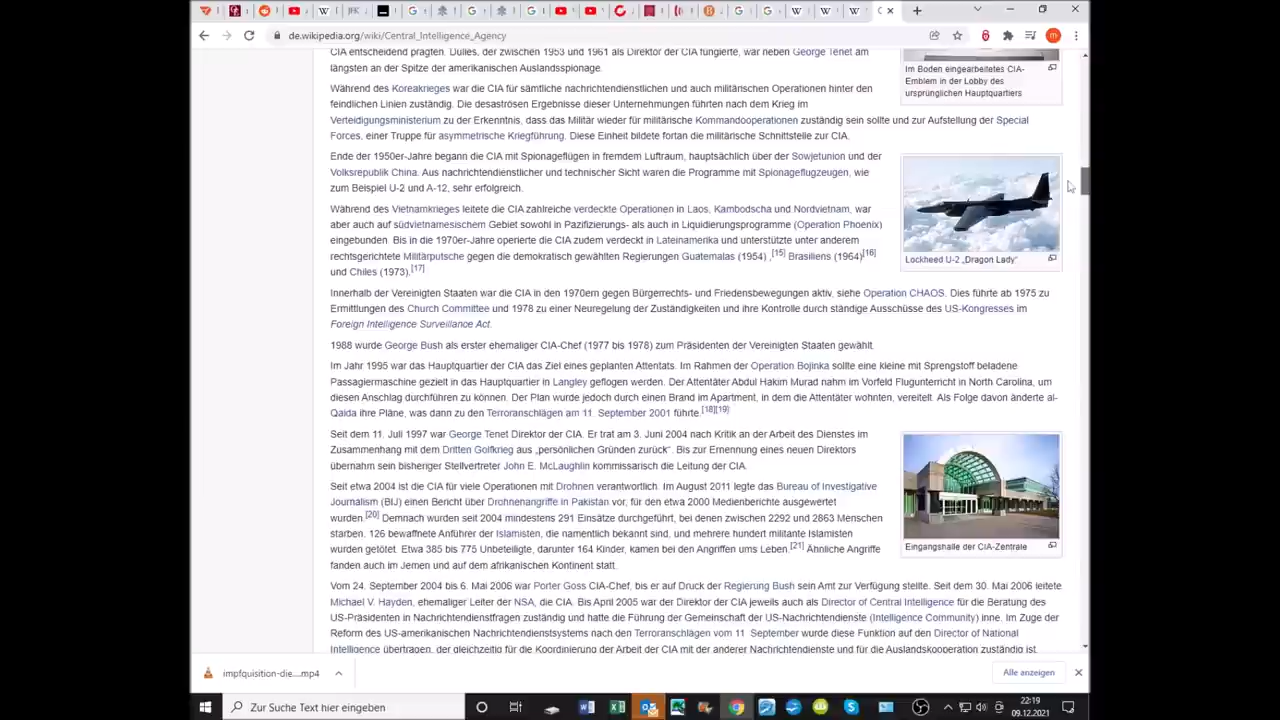 de.wikipedia.org/wiki/Central_Intelligence_Agency
CIA entscheidend prägten. Dulles, der zwischen 1953 und 1961 als Direktor der CIA fungierte, war neben George Tenet am
längsten an der Spitze der amerikanischen Auslandsspionage.
Im Boden eingearbeitetes CIA-
Emblem in der Lobby des
ursprünglichen Hauptquartiers
Während des Koreakrieges war die CIA für sämtliche nachrichtendienstlichen und auch militärischen Operationen hinter den
feindlichen Linien zuständig. Die desaströsen Ergebnisse dieser Unternehmungen führten nach dem Krieg im
Verteidigungsministerium zu der Erkenntnis, dass das Militär wieder für militärische Kommandooperationen zuständig sein sollte und zur Aufstellung der Special
Forces, einer Truppe für asymmetrische Kriegführung. Diese Einheit bildete fortan die militärische Schnittstelle zur CIA.
Ende der 1950er-Jahre begann die CIA mit Spionageflügen in fremdem Luftraum, hauptsächlich über der Sowjetunion und der
Volksrepublik China. Aus nachrichtendienstlicher und technischer Sicht waren die Programme mit Spionageflugzeugen, wie
zum Beispiel U-2 und A-12, sehr erfolgreich.
Während des Vietnamkrieges leitete die CIA zahlreiche verdeckte Operationen in Laos, Kambodscha und Nordvietnam, war
aber auch auf südvietnamesischem Gebiet sowohl in Pazifizierungs- als auch in Liquidierungsprogramme (Operation Phoenix)
eingebunden. Bis in die 1970er-Jahre operierte die CIA zudem verdeckt in Lateinamerika und unterstützte unter anderem
rechtsgerichtete Militärputsche gegen die demokratisch gewählten Regierungen Guatemalas (1954) ,[15] Brasiliens (1964)[16]
und Chiles (1973).[17]
Lockheed U-2 „Dragon Lady“
Innerhalb der Vereinigten Staaten war die CIA in den 1970ern gegen Bürgerrechts- und Friedensbewegungen aktiv, siehe Operation CHAOS. Dies führte ab 1975 zu
Ermittlungen des Church Committee und 1978 zu einer Neuregelung der Zuständigkeiten und ihre Kontrolle durch ständige Ausschüsse des US-Kongresses im
Foreign Intelligence Surveillance Act.
1988 wurde George Bush als erster ehemaliger CIA-Chef (1977 bis 1978) zum Präsidenten der Vereinigten Staaten gewählt.
Im Jahr 1995 war das Hauptquartier der CIA das Ziel eines geplanten Attentats. Im Rahmen der Operation Bojinka sollte eine kleine mit Sprengstoff beladene
Passagiermaschine gezielt in das Hauptquartier in Langley geflogen werden. Der Attentäter Abdul Hakim Murad nahm im Vorfeld Flugunterricht in North Carolina, um
diesen Anschlag durchführen zu können. Der Plan wurde jedoch durch einen Brand im Apartment, in dem die Attentäter wohnten, vereitelt. Als Folge davon änderte al-
Qaida ihre Pläne, was dann zu den Terroranschlägen am 11. September 2001 führte.[18][19]
Seit dem 11. Juli 1997 war George Tenet Direktor der CIA. Er trat am 3. Juni 2004 nach Kritik an der Arbeit des Dienstes im
Zusammenhang mit dem Dritten Golfkrieg aus „persönlichen Gründen zurück“. Bis zur Ernennung eines neuen Direktors
übernahm sein bisheriger Stellvertreter John E. McLaughlin kommissarisch die Leitung der CIA.
Seit etwa 2004 ist die CIA für viele Operationen mit Drohnen verantwortlich. Im August 2011 legte das Bureau of Investigative
Journalism (BIJ) einen Bericht über Drohnenangriffe in Pakistan vor, für den etwa 2000 Medienberichte ausgewertet
wurden.[20] Demnach wurden seit 2004 mindestens 291 Einsätze durchgeführt, bei denen zwischen 2292 und 2863 Menschen
starben. 126 bewaffnete Anführer der Islamisten, die namentlich bekannt sind, und mehrere hundert militante Islamisten
wurden getötet. Etwa 385 bis 775 Unbeteiligte, darunter 164 Kinder, kamen bei den Angriffen ums Leben.[21] Ähnliche Angriffe
fanden auch im Jemen und auf dem afrikanischen Kontinent statt.
Eingangshalle der CIA-Zentrale
Vom 24. September 2004 bis 6. Mai 2006 war Porter Goss CIA-Chef, bis er auf Druck der Regierung Bush sein Amt zur Verfügung stellte. Seit dem 30. Mai 2006 leitete
Michael V. Hayden, ehemaliger Leiter der NSA, die CIA. Bis April 2005 war der Direktor der CIA jeweils auch als Director of Central Intelligence für die Beratung des
US-Präsidenten in Nachrichtendienstfragen zuständig und hatte die Führung der Gemeinschaft der US-Nachrichtendienste (Intelligence Community) inne. Im Zuge der
Reform des US-amerikanischen Nachrichtendienstsystems nach den Terroranschlägen vom 11. September wurde diese Funktion auf den Director of National
Intelligence übertragen, der gleichzeitig für die Koordinierung der Arbeit der CIA mit der anderer Nachrichtendienste und für die Auslandskooperation zuständig ist.
impfquisition-die....mp4
Alle anzeigen
Zur Suche Text hier eingeben
22:19
09.12.2021